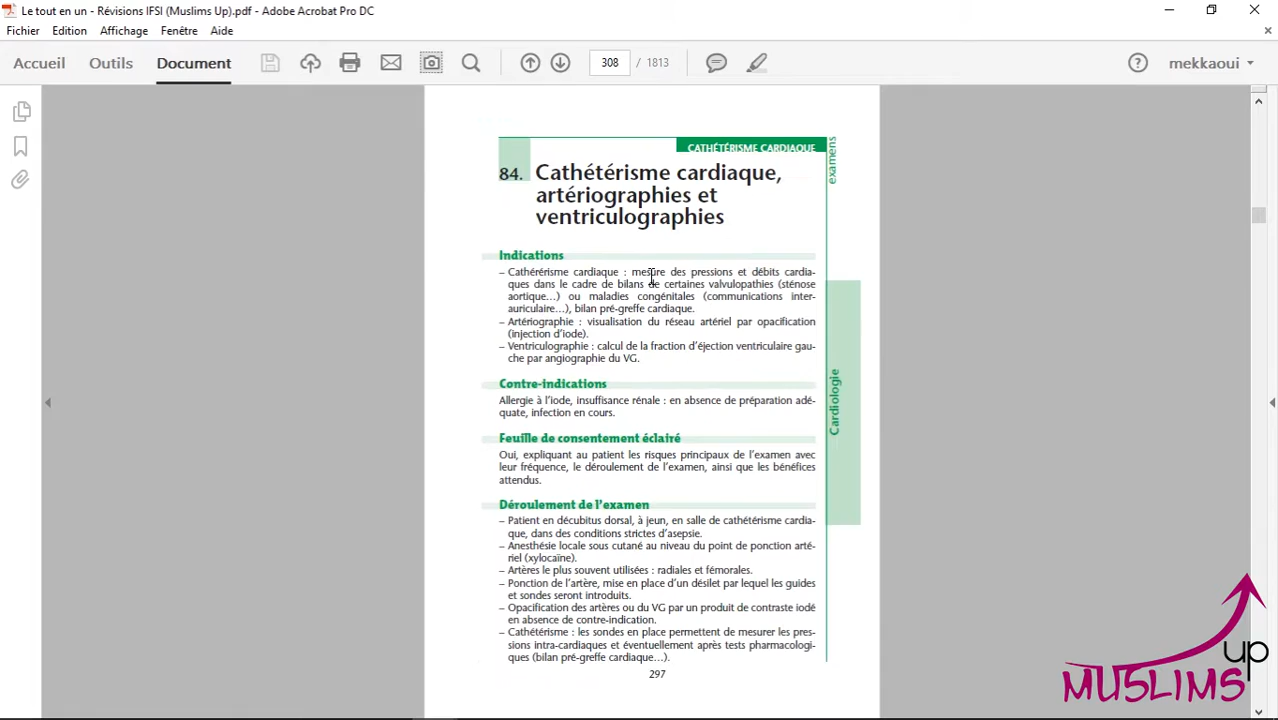 Le tout en un - Révisions IFSI (Muslims Up).pdf - Adobe Acrobat Pro DC
Fichier Edition Affichage Fenêtre Aide
Accueil Outils Document 308 / 1813 mekkaoui
CATHÉTÉRISME CARDIAQUE
examens
84. Cathétérisme cardiaque,
artériographies et
ventriculographies
Indications
– Cathérérisme cardiaque : mesure des pressions et débits cardia-
ques dans le cadre de bilans de certaines valvulopathies (sténose
aortique…) ou maladies congénitales (communications inter-
auriculaire…), bilan pré-greffe cardiaque.
– Artériographie : visualisation du réseau artériel par opacification
(injection d’iode).
– Ventriculographie : calcul de la fraction d’éjection ventriculaire gau-
che par angiographie du VG.
Contre-indications
Allergie à l’iode, insuffisance rénale : en absence de préparation adé-
quate, infection en cours.
Cardiologie
Feuille de consentement éclairé
Oui, expliquant au patient les risques principaux de l’examen avec
leur fréquence, le déroulement de l’examen, ainsi que les bénéfices
attendus.
Déroulement de l’examen
– Patient en décubitus dorsal, à jeun, en salle de cathétérisme cardia-
que, dans des conditions strictes d’asepsie.
– Anesthésie locale sous cutané au niveau du point de ponction arté-
riel (xylocaïne).
– Artères le plus souvent utilisées : radiales et fémorales.
– Ponction de l’artère, mise en place d’un désilet par lequel les guides
et sondes seront introduits.
– Opacification des artères ou du VG par un produit de contraste iodé
en absence de contre-indication.
– Cathétérisme : les sondes en place permettent de mesurer les pres-
sions intra-cardiaques et éventuellement après tests pharmacologi-
ques (bilan pré-greffe cardiaque…).
297
MUSLIMS up